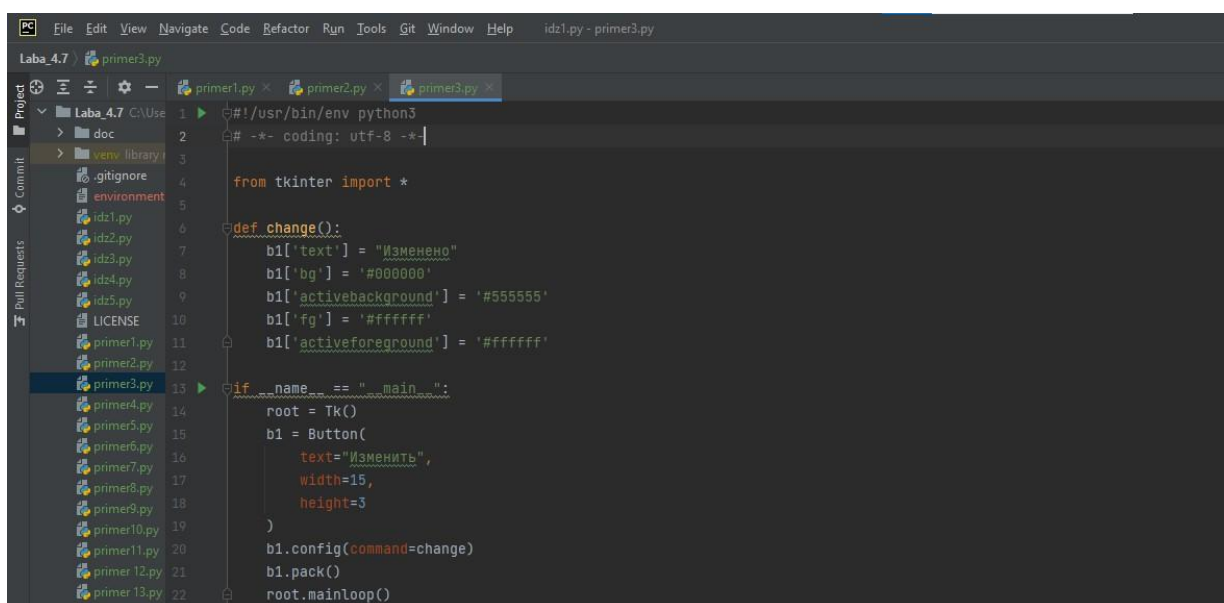 PC File Edit View Navigate Code Refactor Run Tools Git Window Help idz1.py - primer3.py
Laba_4.7 primer3.py
primer1.py primer2.py primer3.py
Project
Commit
Pull Requests
Laba_4.7 C:\Use
doc
venv library
.gitignore
environment
idz1.py
idz2.py
idz3.py
idz4.py
idz5.py
LICENSE
primer1.py
primer2.py
primer3.py
primer4.py
primer5.py
primer6.py
primer7.py
primer8.py
primer9.py
primer10.py
primer11.py
primer 12.py
primer 13.py
1 #!/usr/bin/env python3
2 # -*- coding: utf-8 -*-
3
4 from tkinter import *
5
6 def change():
7 b1['text'] = "Изменено"
8 b1['bg'] = '#000000'
9 b1['activebackground'] = '#555555'
10 b1['fg'] = '#ffffff'
11 b1['activeforeground'] = '#ffffff'
12
13 if __name__ == "__main__":
14 root = Tk()
15 b1 = Button(
16 text="Изменить",
17 width=15,
18 height=3
19 )
20 b1.config(command=change)
21 b1.pack()
22 root.mainloop()